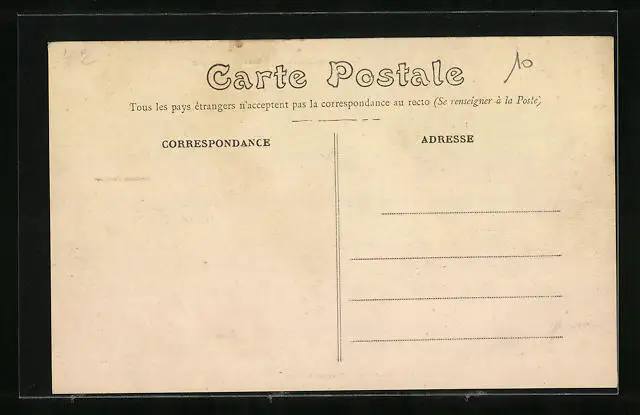 10
Carte Postale
Tous les pays étrangers n'acceptent pas la correspondance au recto (Se renseigner à la Poste)
CORRESPONDANCE
ADRESSE